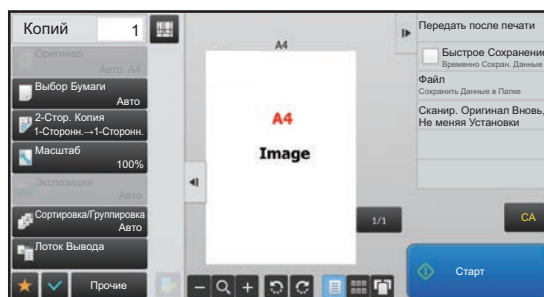 Копий
1
Оригинал
Авто A4
Выбор Бумаги
Авто
2-Стор. Копия
1-Сторонн.→1-Сторонн.
Масштаб
100%
Экспозиция
Авто
Сортировка/Группировка
Авто
Лоток Вывода
Прочие
A4
A4
Image
1/1
Передать после печати
Быстрое Сохранение
Временно Сохран. Данные
Файл
Сохранить Данные в Папке
Сканир. Оригинал Вновь,
Не меняя Установки
CA
Старт